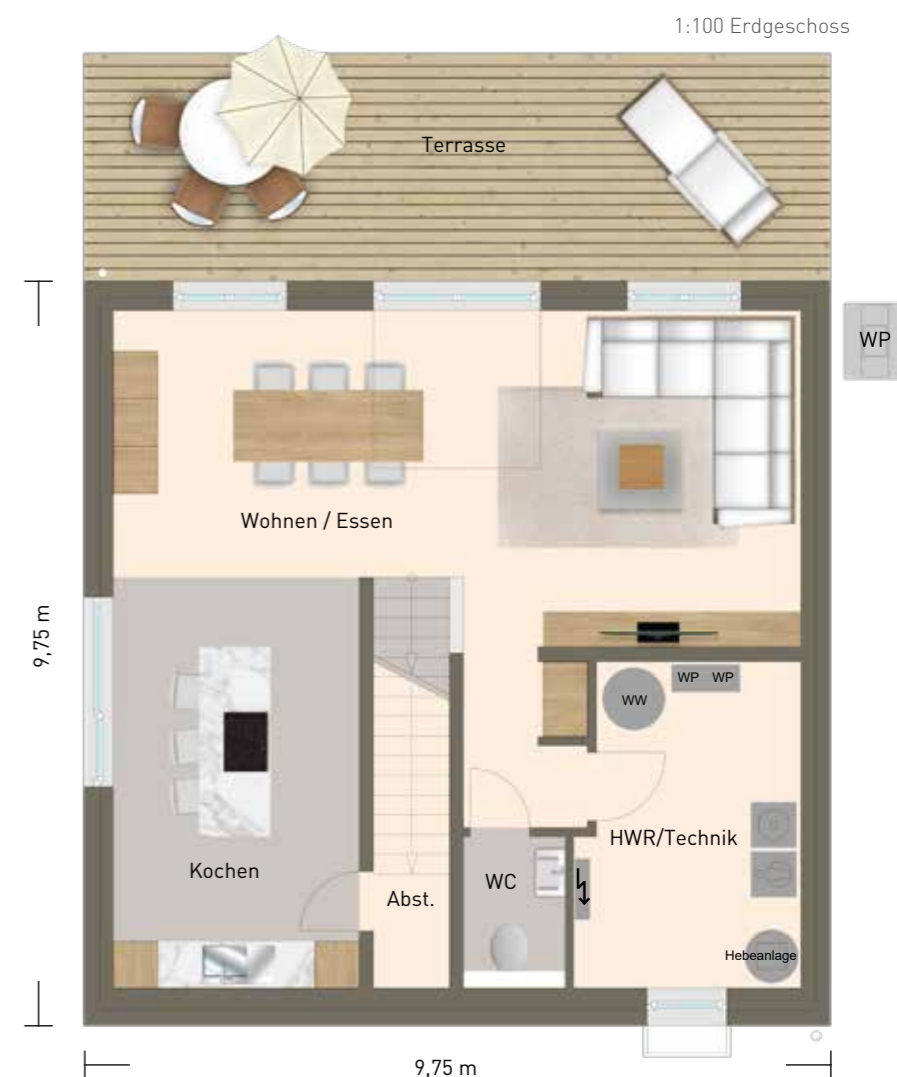 1:100 Erdgeschoss
Terrasse
WP
Wohnen / Essen
9,75 m
WW
WP WP
HWR/Technik
Kochen
WC
Abst.
Hebeanlage
9,75 m